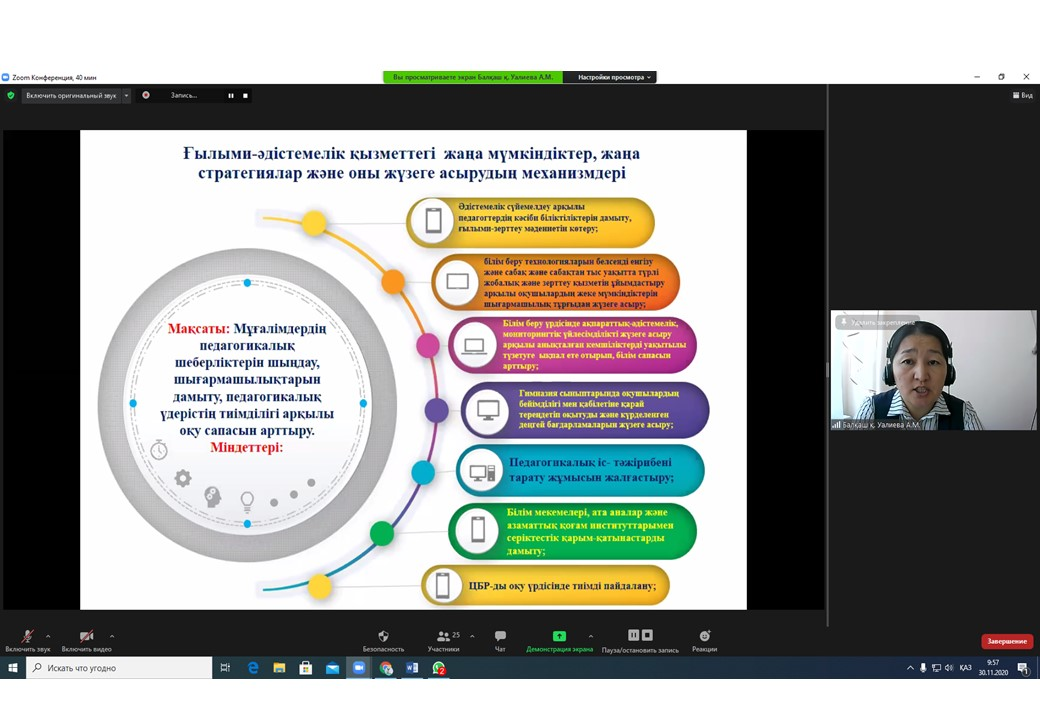 Zoom Конференция, 40 мин
Вы просматриваете экран Балқаш қ. Уалиева А.М.
Настройки просмотра
Включить оригинальный звук
Запись...
Вид
Ғылыми-әдістемелік қызметтегі жаңа мүмкіндіктер, жаңа
стратегиялар және оны жүзеге асырудың механизмдері
Мақсаты: Мұғалімдердің
педагогикалық
шеберліктерін шыңдау,
шығармашылықтарын
дамыту, педагогикалық
үдерістің тиімділігі арқылы
оқу сапасын арттыру.
Міндеттері:
Әдістемелік сүйемелдеу арқылы
педагогтердің кәсіби біліктіліктерін дамыту,
ғылыми-зерттеу мәдениетін көтеру;
білім беру технологияларын белсенді енгізу
және сабақ және сабақтан тыс уақытта түрлі
жобалық және зерттеу қызметін ұйымдастыру
арқылы оқушылардың жеке мүмкіндіктерін
шығармашылық тұрғыдан жүзеге асыру;
Білім беру үрдісінде ақпараттық-әдістемелік,
мониторингтік үйлесімділікті жүзеге асыру
арқылы анықталған кемшіліктерді уақытылы
түзетуге ықпал ете отырын, білім сапасын
арттыру;
Гимназия сыныптарында оқушылардың
бейімділігі мен қабілетіне қарай
тереңдетіп оқытуды және күрделенген
деңгей бағдарламаларын жүзеге асыру;
Педагогикалық іс- тәжірибені
тарату жұмысын жалғастыру;
Білім мекемелері, ата аналар және
азаматтық қоғам институттарымен
серіктестік қарым-қатынастарды
дамыту;
ЦБР-ды оқу үрдісінде тиімді пайдалану;
Удалить закрепление
Балқаш қ. Уалиева А.М.
Включить звук
Включить видео
Безопасность
25
Участники
Чат
Демонстрация экрана
Пауза/остановить запись
Реакции
Завершение
Искать что угодно
2
ҚАЗ
9:57
30.11.2020
1